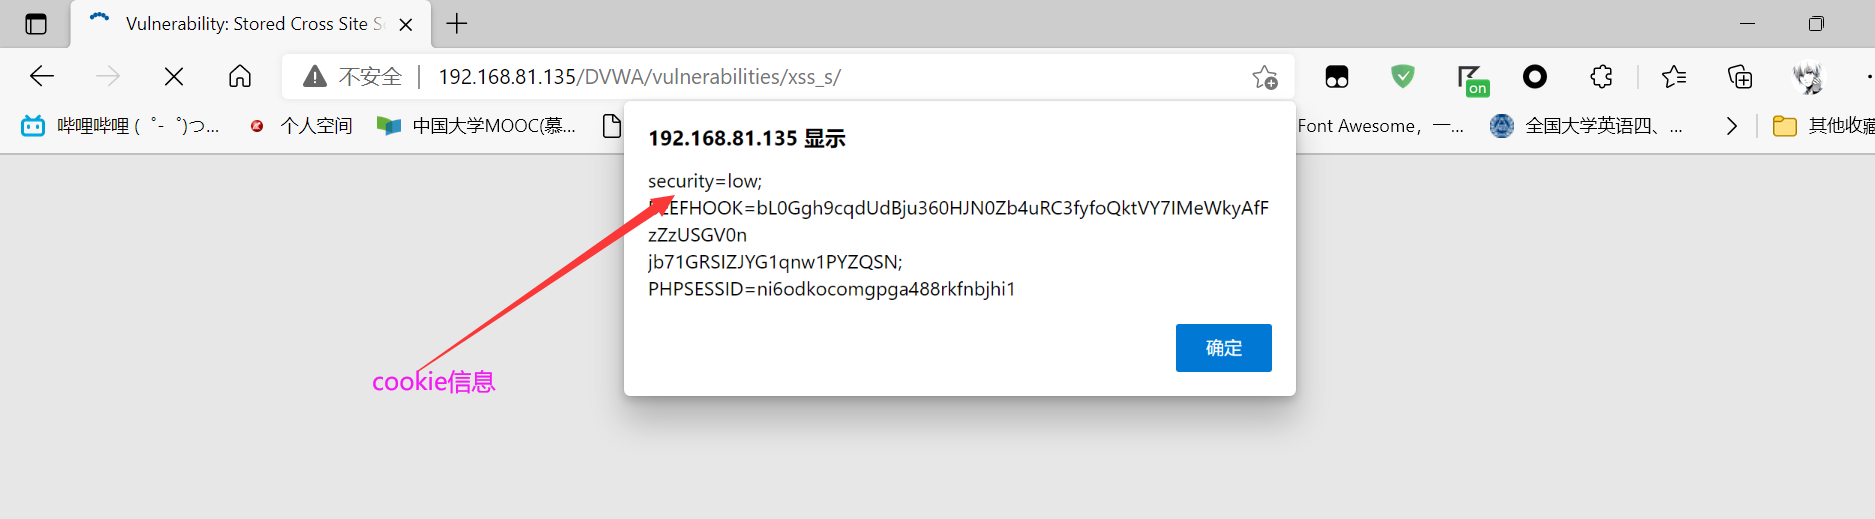 Vulnerability: Stored Cross Site S
不安全
192.168.81.135/DVWA/vulnerabilities/xss_s/
on
哔哩哔哩 (゜-゜)つ...
个人空间
中国大学MOOC(慕...
Font Awesome，一...
全国大学英语四、...
其他收藏
192.168.81.135 显示
security=low;
EFHOOK=bL0Ggh9cqdUdBju360HJN0Zb4uRC3fyfoQktVY7IMeWkyAfF
zZzUSGV0n
jb71GRSIZJYG1qnw1PYZQSN;
PHPSESSID=ni6odkocomgpga488rkfnbjhi1
确定
cookie信息